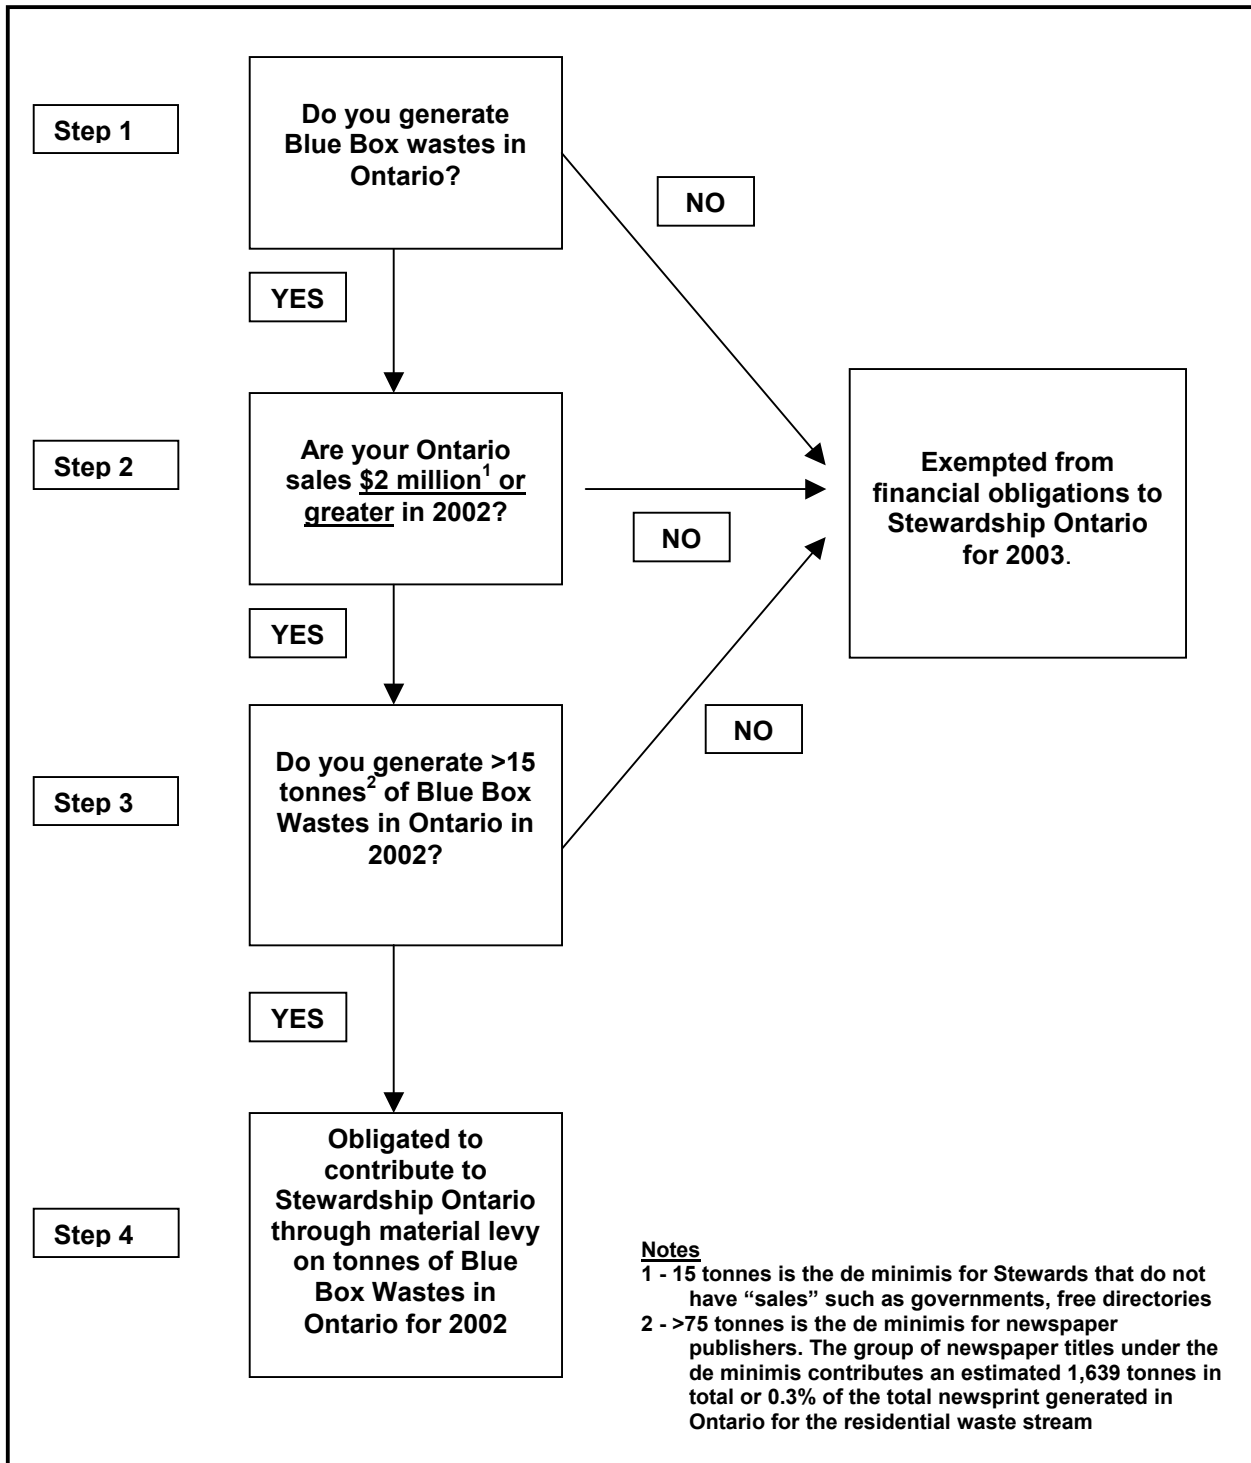 Step 1
Do you generate
Blue Box wastes in
Ontario?
NO
YES
Step 2
Are your Ontario
sales $2 million1 or
greater in 2002?
NO
Exempted from
financial obligations to
Stewardship Ontario
for 2003.
YES
Step 3
Do you generate >15
tonnes2 of Blue Box
Wastes in Ontario in
2002?
NO
YES
Step 4
Obligated to
contribute to
Stewardship Ontario
through material levy
on tonnes of Blue
Box Wastes in
Ontario for 2002
Notes
1 - 15 tonnes is the de minimis for Stewards that do not
have “sales” such as governments, free directories
2 - >75 tonnes is the de minimis for newspaper
publishers. The group of newspaper titles under the
de minimis contributes an estimated 1,639 tonnes in
total or 0.3% of the total newsprint generated in
Ontario for the residential waste stream